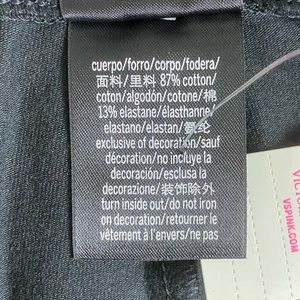 cuerpo/forro/corpo/fodera/
面料/里料 87% cotton/
coton/algodón/cotone/棉
13% elastane/élasthanne/
elastano/elastan/氨纶
exclusive of decoration/sauf
décoration/no incluye la
decoración/esclusa la
decorazione/装饰除外
turn inside out/do not iron
on decoration/retourner le
vêtement à l'envers/ne pas
VSPINK.COM/